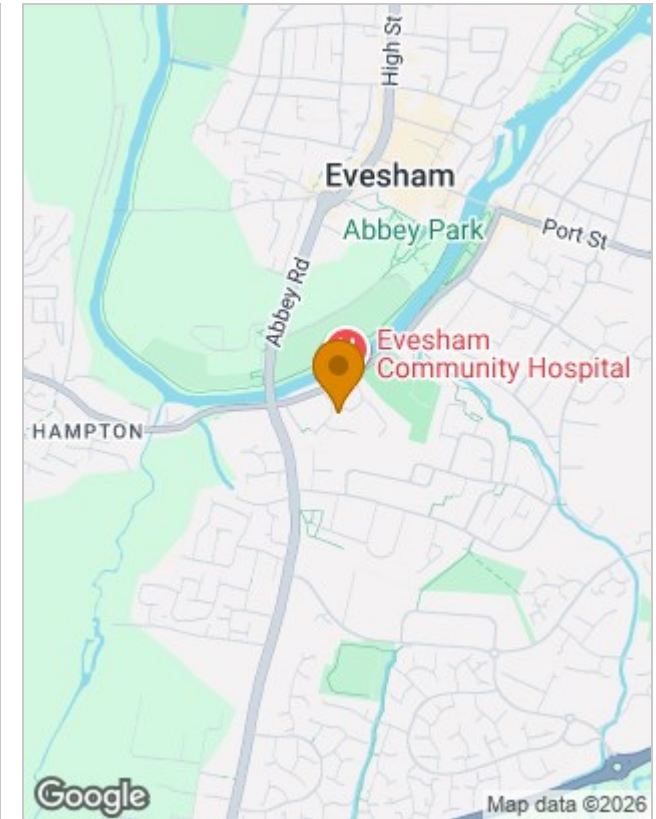 High St
Evesham
Abbey Park
Port St
Abbey Rd
Evesham
Community Hospital
HAMPTON
Google
Map data ©2026